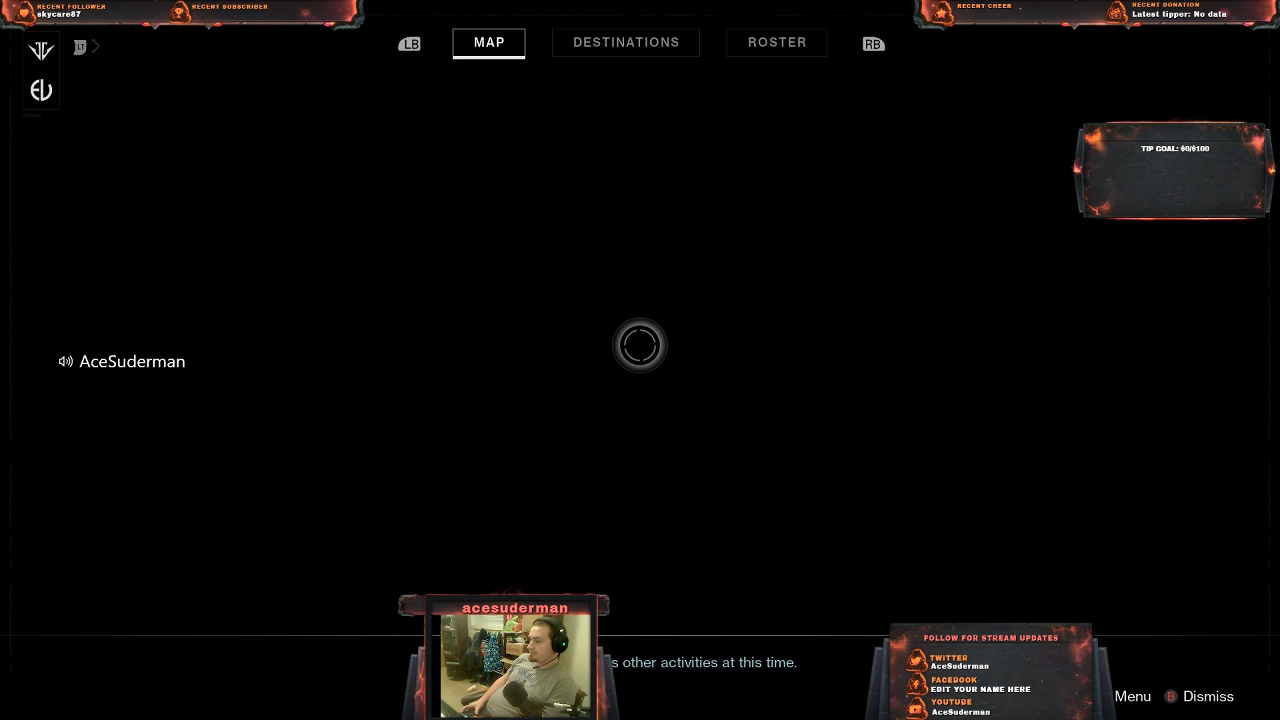 RECENT FOLLOWER
skycare87
RECENT SUBSCRIBER
RECENT CHEER
RECENT DONATION
Latest tipper: No data
LT
LB
MAP
DESTINATIONS
ROSTER
RB
TIP GOAL: $0/$100
AceSuderman
acesuderman
s other activities at this time.
FOLLOW FOR STREAM UPDATES
TWITTER
AceSuderman
FACEBOOK
EDIT YOUR NAME HERE
YOUTUBE
AceSuderman
Menu
B Dismiss